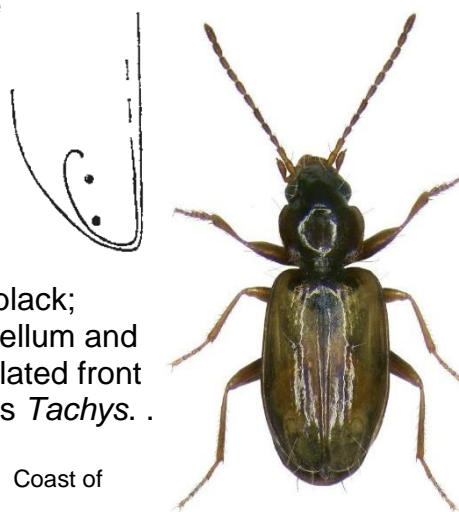 black;
ellum and
lated front
s Tachys. .
Coast of